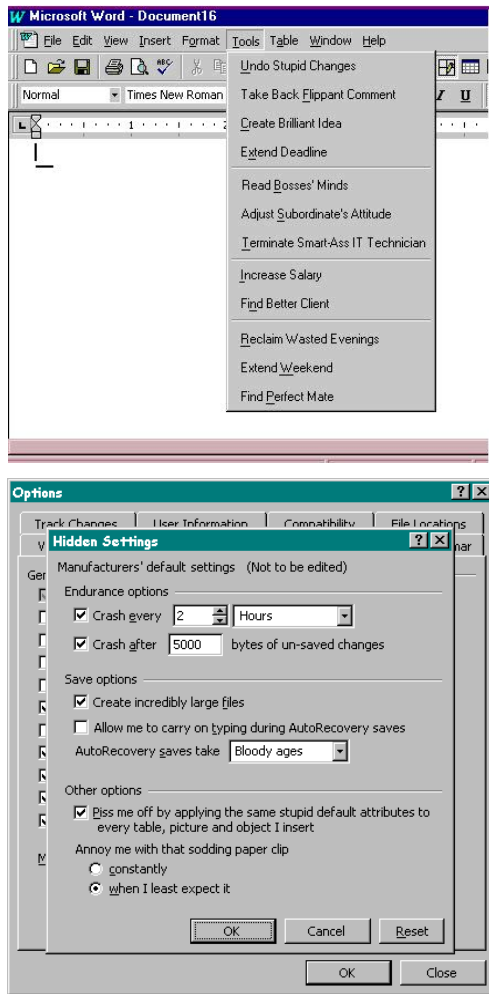 Microsoft Word - Document16
File Edit View Insert Format Tools Table Window Help
Normal Times New Roman I U
1
Undo Stupid Changes
Take Back Flippant Comment
Create Brilliant Idea
Extend Deadline
Read Bosses' Minds
Adjust Subordinate's Attitude
Terminate Smart-Ass IT Technician
Increase Salary
Find Better Client
Reclaim Wasted Evenings
Extend Weekend
Find Perfect Mate
Options
Track Changes User Information Compatibility File Locations
Hidden Settings
Manufacturers' default settings (Not to be edited)
Endurance options
Crash every 2 Hours
Crash after 5000 bytes of un-saved changes
Save options
Create incredibly large files
Allow me to carry on typing during AutoRecovery saves
AutoRecovery saves take Bloody ages
Other options
Piss me off by applying the same stupid default attributes to
every table, picture and object I insert
Annoy me with that sodding paper clip
constantly
when I least expect it
OK Cancel Reset
OK Close